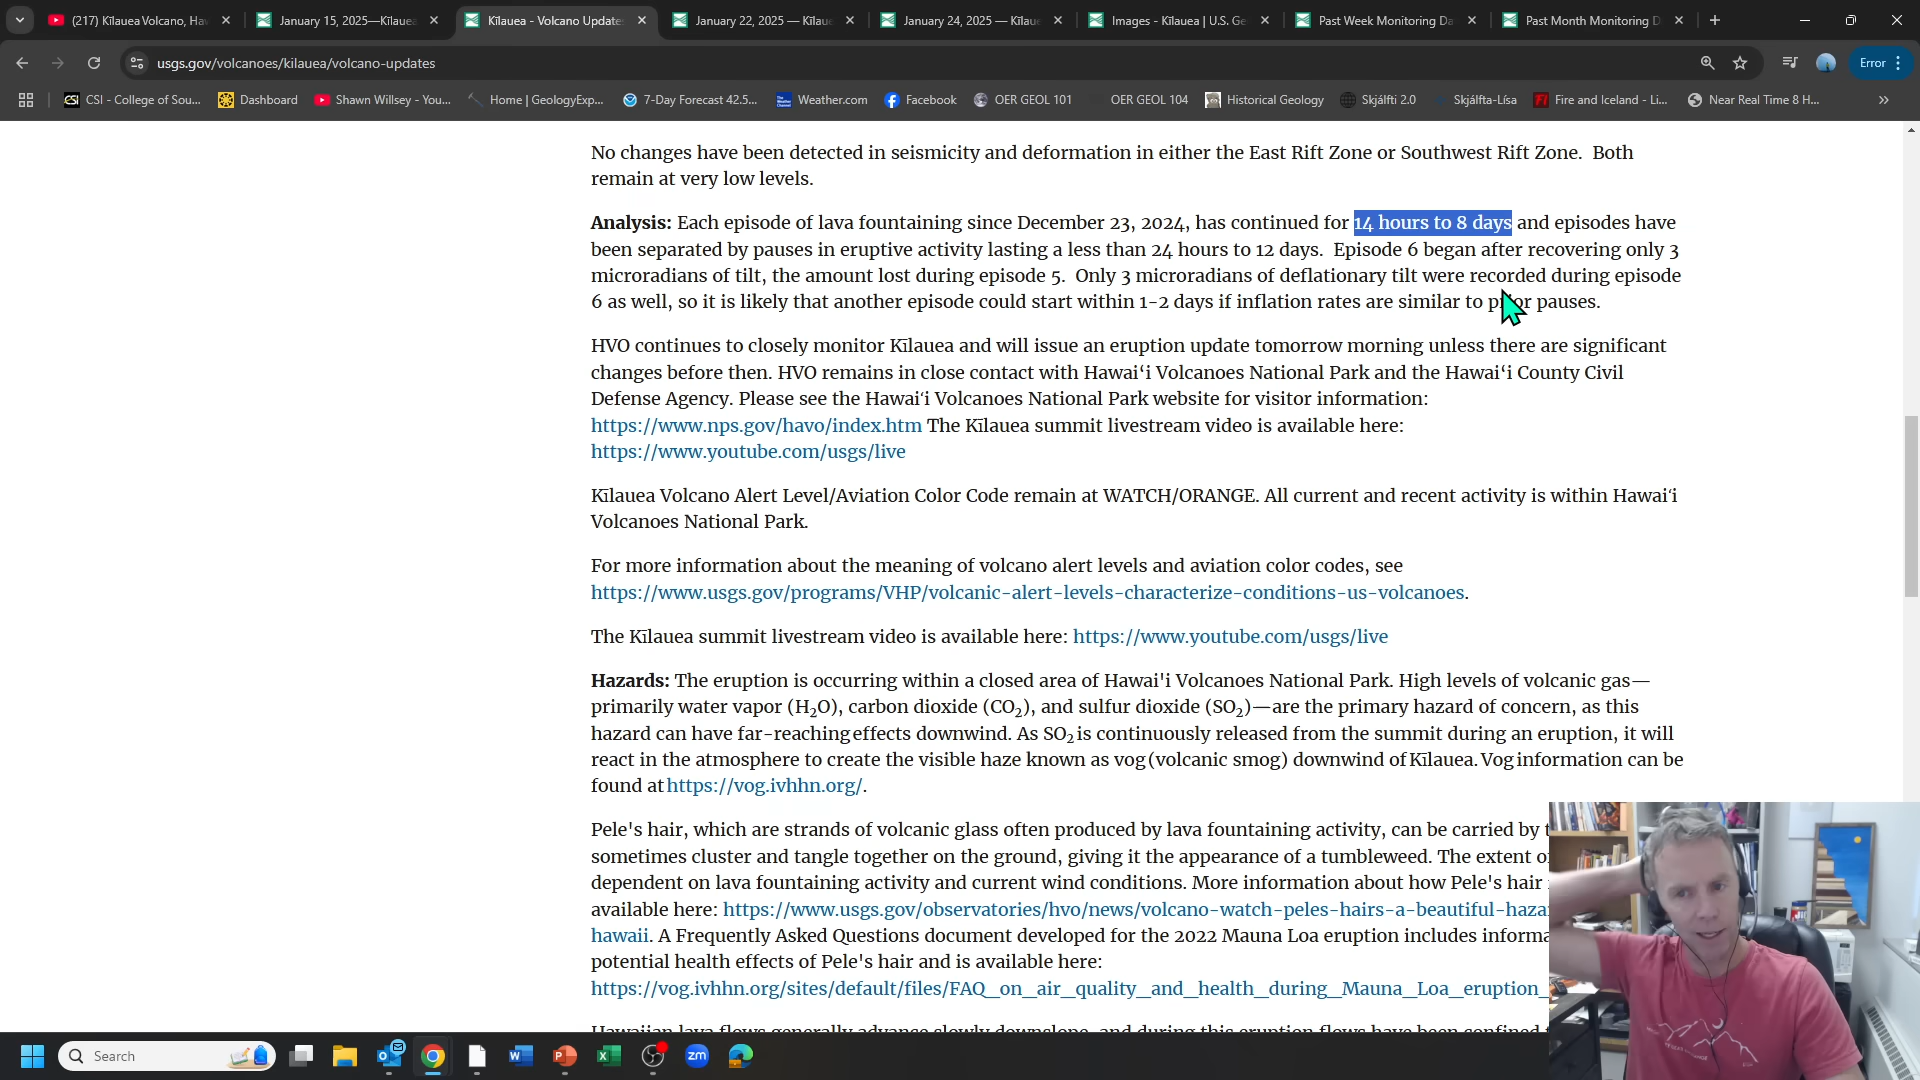 (217) Kilauea Volcano, Ha
January 15, 2025—Kīlauea
Kīlauea - Volcano Updates
January 22, 2025 — Kīlau
January 24, 2025 — Kīlaue
Images - Kīlauea | U.S. Ge
Past Week Monitoring Da
Past Month Monitoring D
usgs.gov/volcanoes/kilauea/volcano-updates
Error
CSI - College of Sou...
Dashboard
Shawn Willsey - You...
Home | GeologyExp...
7-Day Forecast 42.5...
Weather.com
Facebook
OER GEOL 101
OER GEOL 104
Historical Geology
Skjálfti 2.0
Skjálfta-Lísa
Fire and Iceland - Li...
Near Real Time 8 H...
No changes have been detected in seismicity and deformation in either the East Rift Zone or Southwest Rift Zone. Both
remain at very low levels.
Analysis: Each episode of lava fountaining since December 23, 2024, has continued for 14 hours to 8 days and episodes have
been separated by pauses in eruptive activity lasting a less than 24 hours to 12 days. Episode 6 began after recovering only 3
microradians of tilt, the amount lost during episode 5. Only 3 microradians of deflationary tilt were recorded during episode
6 as well, so it is likely that another episode could start within 1-2 days if inflation rates are similar to prior pauses.
HVO continues to closely monitor Kīlauea and will issue an eruption update tomorrow morning unless there are significant
changes before then. HVO remains in close contact with Hawai‘i Volcanoes National Park and the Hawai‘i County Civil
Defense Agency. Please see the Hawai'i Volcanoes National Park website for visitor information:
https://www.nps.gov/havo/index.htm The Kīlauea summit livestream video is available here:
https://www.youtube.com/usgs/live
Kīlauea Volcano Alert Level/Aviation Color Code remain at WATCH/ORANGE. All current and recent activity is within Hawai'i
Volcanoes National Park.
For more information about the meaning of volcano alert levels and aviation color codes, see
https://www.usgs.gov/programs/VHP/volcanic-alert-levels-characterize-conditions-us-volcanoes.
The Kīlauea summit livestream video is available here: https://www.youtube.com/usgs/live
Hazards: The eruption is occurring within a closed area of Hawai'i Volcanoes National Park. High levels of volcanic gas—
primarily water vapor (H₂O), carbon dioxide (CO₂), and sulfur dioxide (SO₂)—are the primary hazard of concern, as this
hazard can have far-reaching effects downwind. As SO₂ is continuously released from the summit during an eruption, it will
react in the atmosphere to create the visible haze known as vog (volcanic smog) downwind of Kīlauea. Vog information can be
found at https://vog.ivhhn.org/.
Pele's hair, which are strands of volcanic glass often produced by lava fountaining activity, can be carried by
sometimes cluster and tangle together on the ground, giving it the appearance of a tumbleweed. The extent
dependent on lava fountaining activity and current wind conditions. More information about how Pele's hair
available here: https://www.usgs.gov/observatories/hvo/news/volcano-watch-peles-hairs-a-beautiful-haza
hawaii. A Frequently Asked Questions document developed for the 2022 Mauna Loa eruption includes informa
potential health effects of Pele's hair and is available here:
https://vog.ivhhn.org/sites/default/files/FAQ_on_air_quality_and_health_during_Mauna_Loa_eruption_
Hawaiian lava flows generally advance slowly downslope, and during this eruption flows have been confined
Search
zm